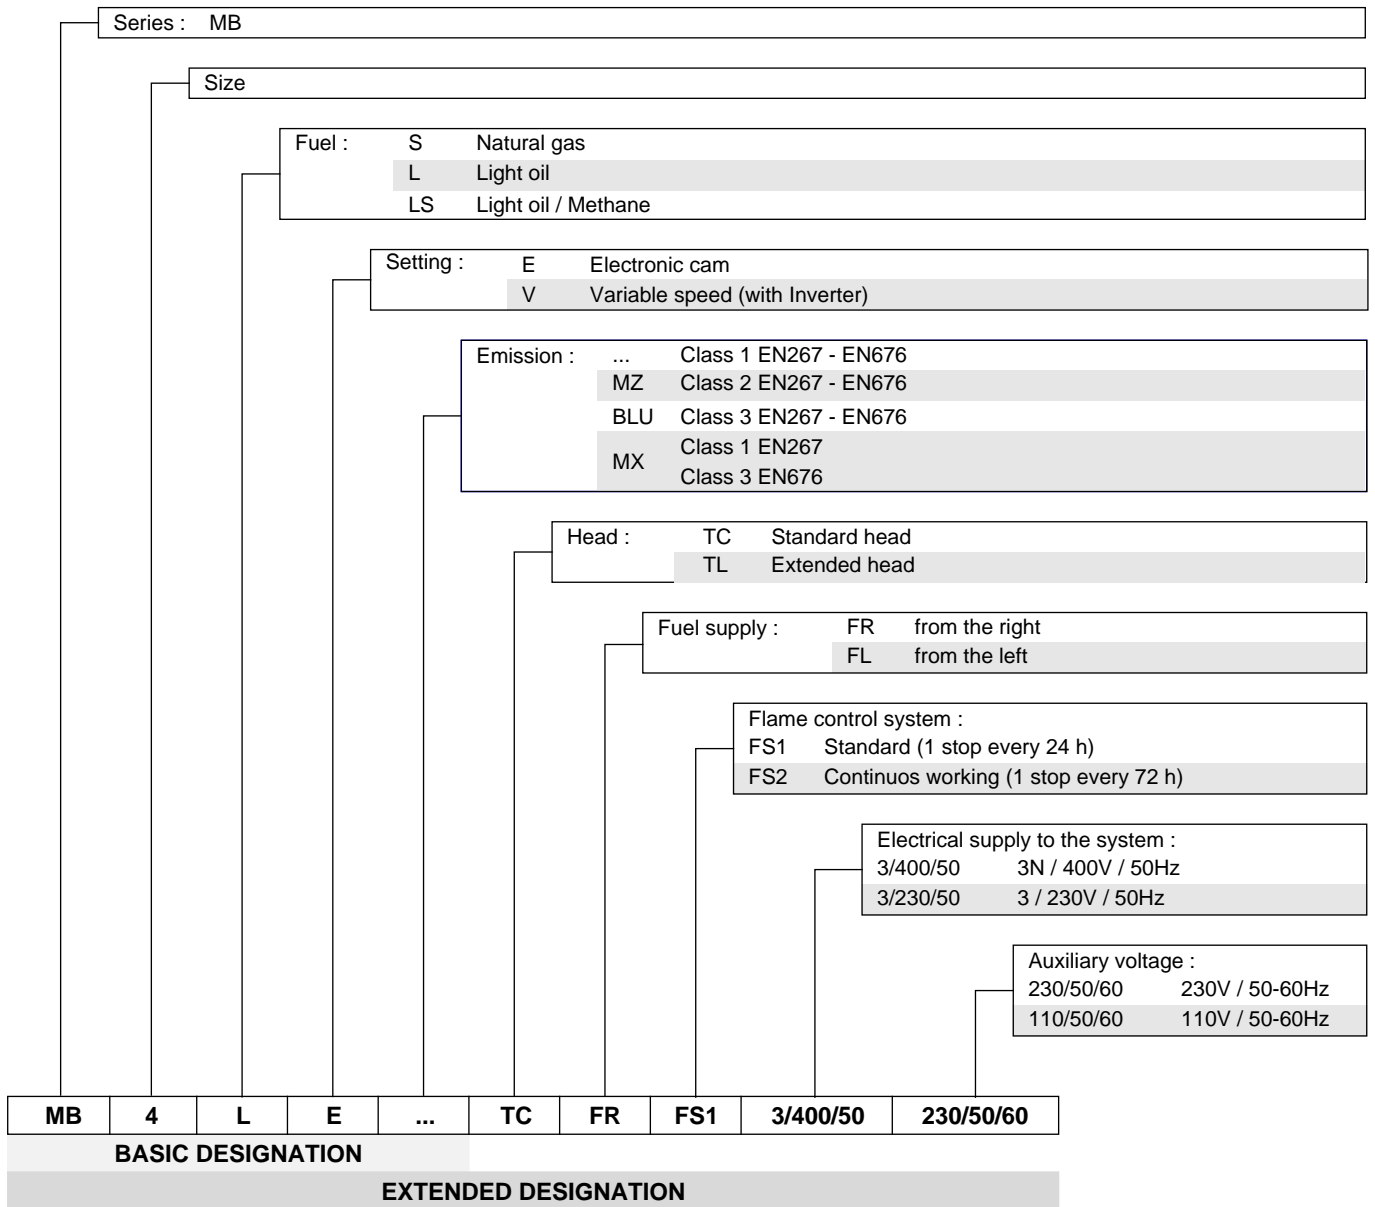 Series : MB
Size
Fuel : S Natural gas
L Light oil
LS Light oil / Methane
Setting : E Electronic cam
V Variable speed (with Inverter)
Emission : ... Class 1 EN267 - EN676
MZ Class 2 EN267 - EN676
BLU Class 3 EN267 - EN676
MX Class 1 EN267
Class 3 EN676
Head : TC Standard head
TL Extended head
Fuel supply : FR from the right
FL from the left
Flame control system :
FS1 Standard (1 stop every 24 h)
FS2 Continuos working (1 stop every 72 h)
Electrical supply to the system :
3/400/50 3N / 400V / 50Hz
3/230/50 3 / 230V / 50Hz
Auxiliary voltage :
230/50/60 230V / 50-60Hz
110/50/60 110V / 50-60Hz
MB 4 L E ... TC FR FS1 3/400/50 230/50/60
BASIC DESIGNATION
EXTENDED DESIGNATION